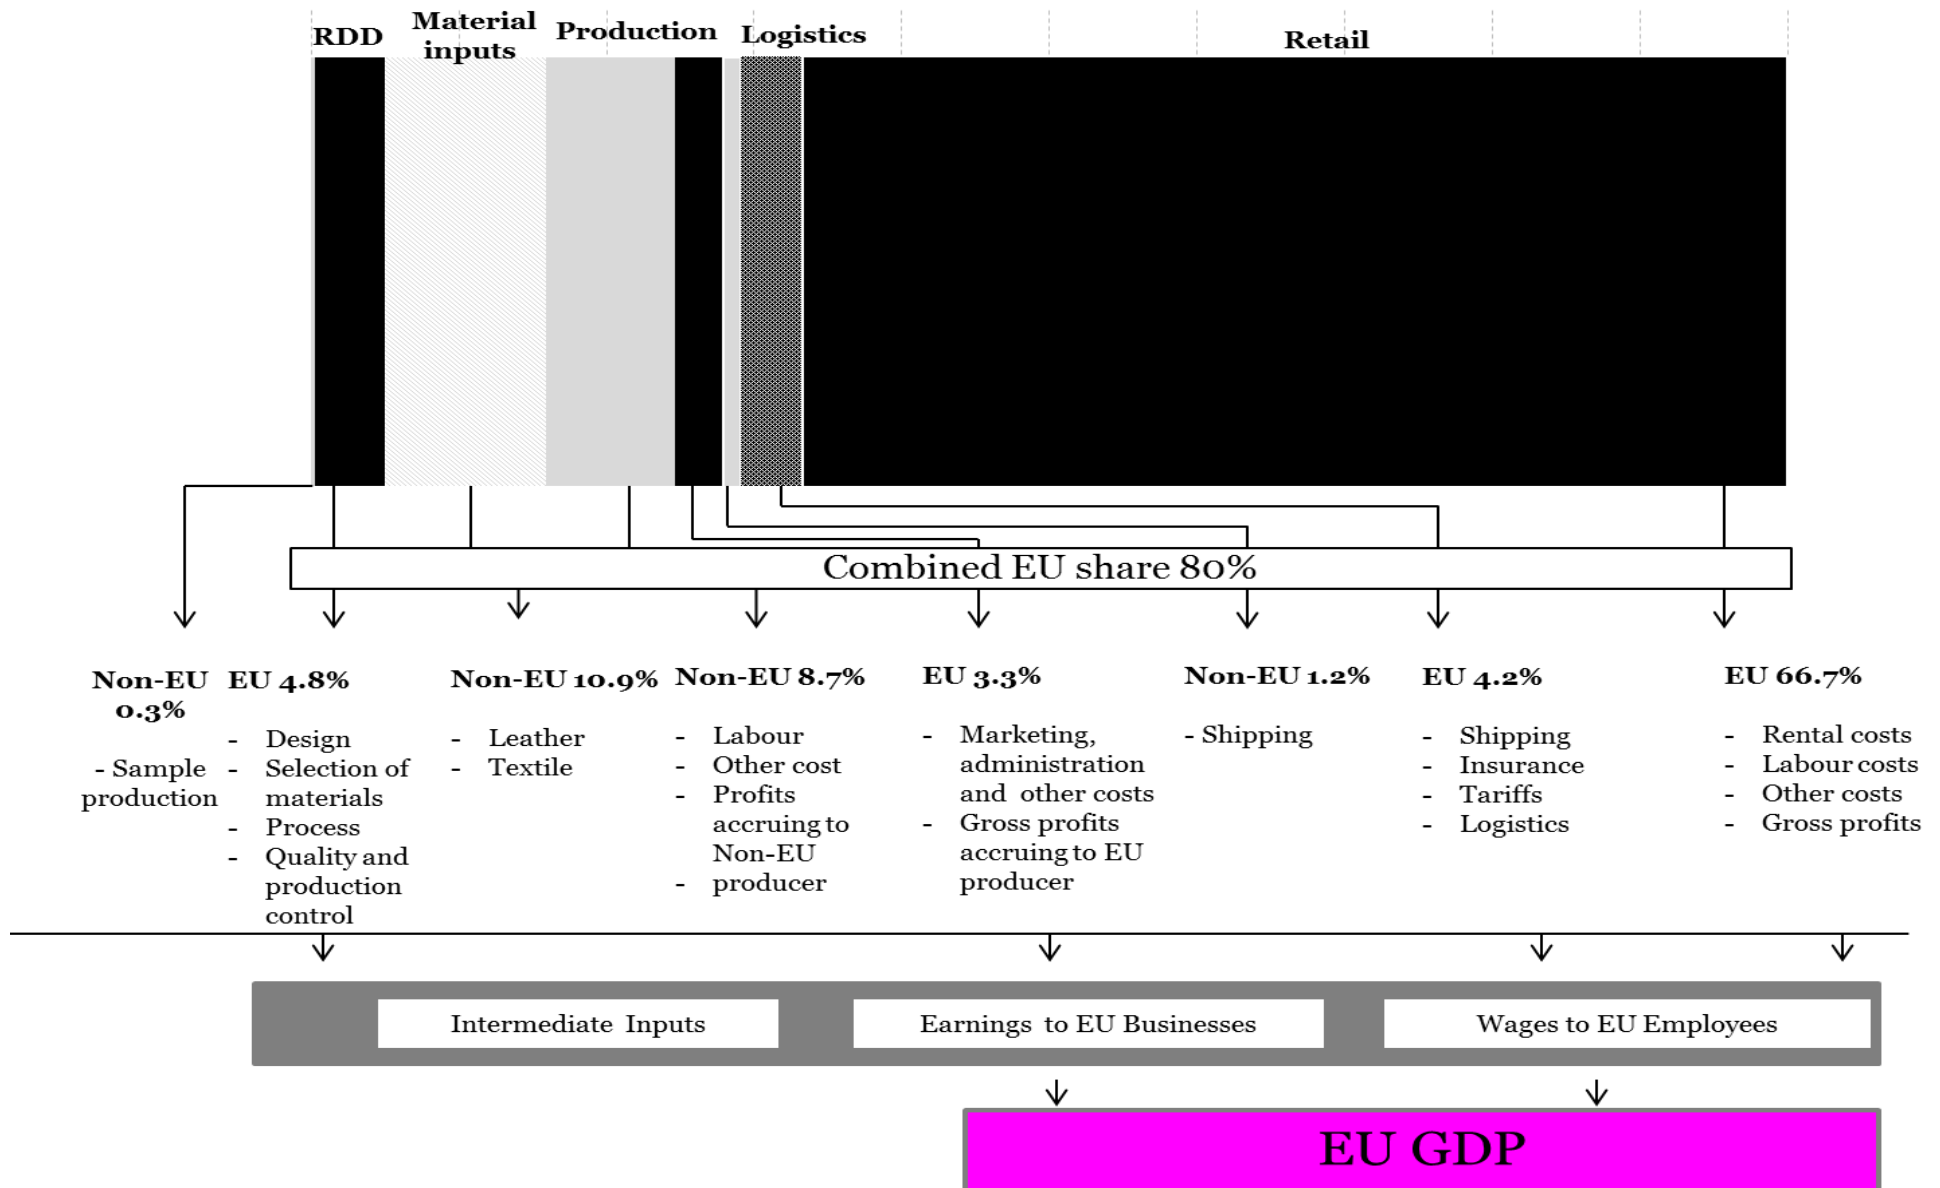 RDD
Material
inputs
Production
Logistics
Retail
Combined EU share 80%
Non-EU
0.3%
- Sample
production
EU 4.8%
- Design
- Selection of
materials
- Process
- Quality and
production
control
Non-EU 10.9%
- Leather
- Textile
Non-EU 8.7%
- Labour
- Other cost
- Profits
accruing to
Non-EU
- producer
EU 3.3%
- Marketing,
administration
and other costs
- Gross profits
accruing to EU
producer
Non-EU 1.2%
- Shipping
EU 4.2%
- Shipping
- Insurance
- Tariffs
- Logistics
EU 66.7%
- Rental costs
- Labour costs
- Other costs
- Gross profits
Intermediate Inputs
Earnings to EU Businesses
Wages to EU Employees
EU GDP